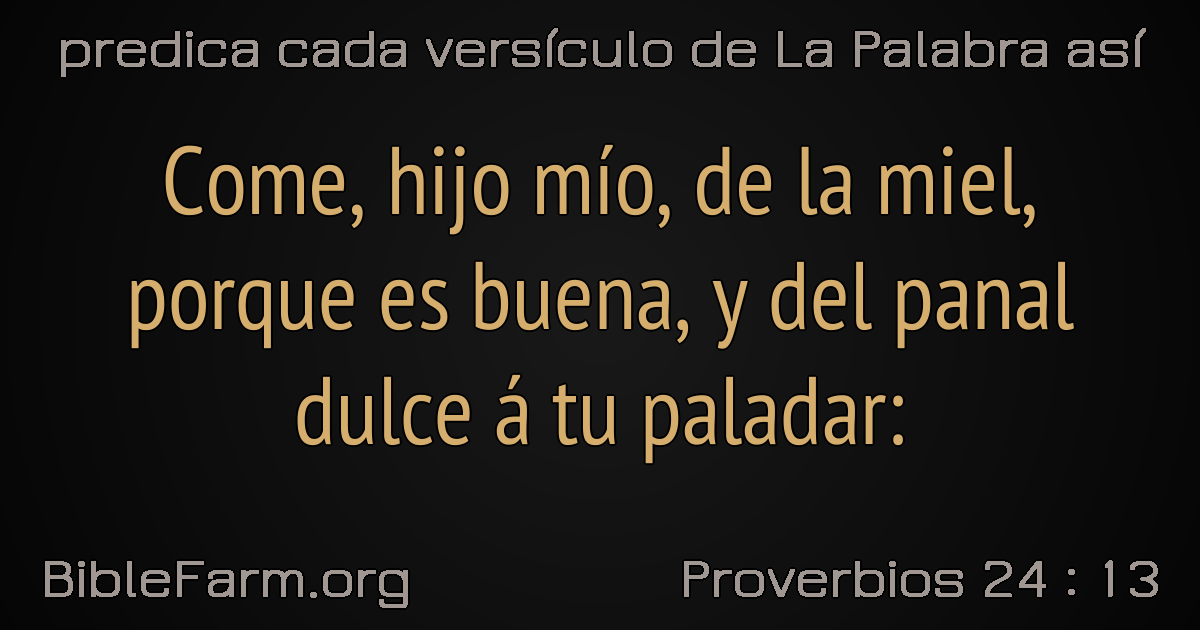 predica cada versículo de La Palabra así
Come, hijo mío, de la miel,
porque es buena, y del panal
dulce á tu paladar:
BibleFarm.org
Proverbios 24 : 13